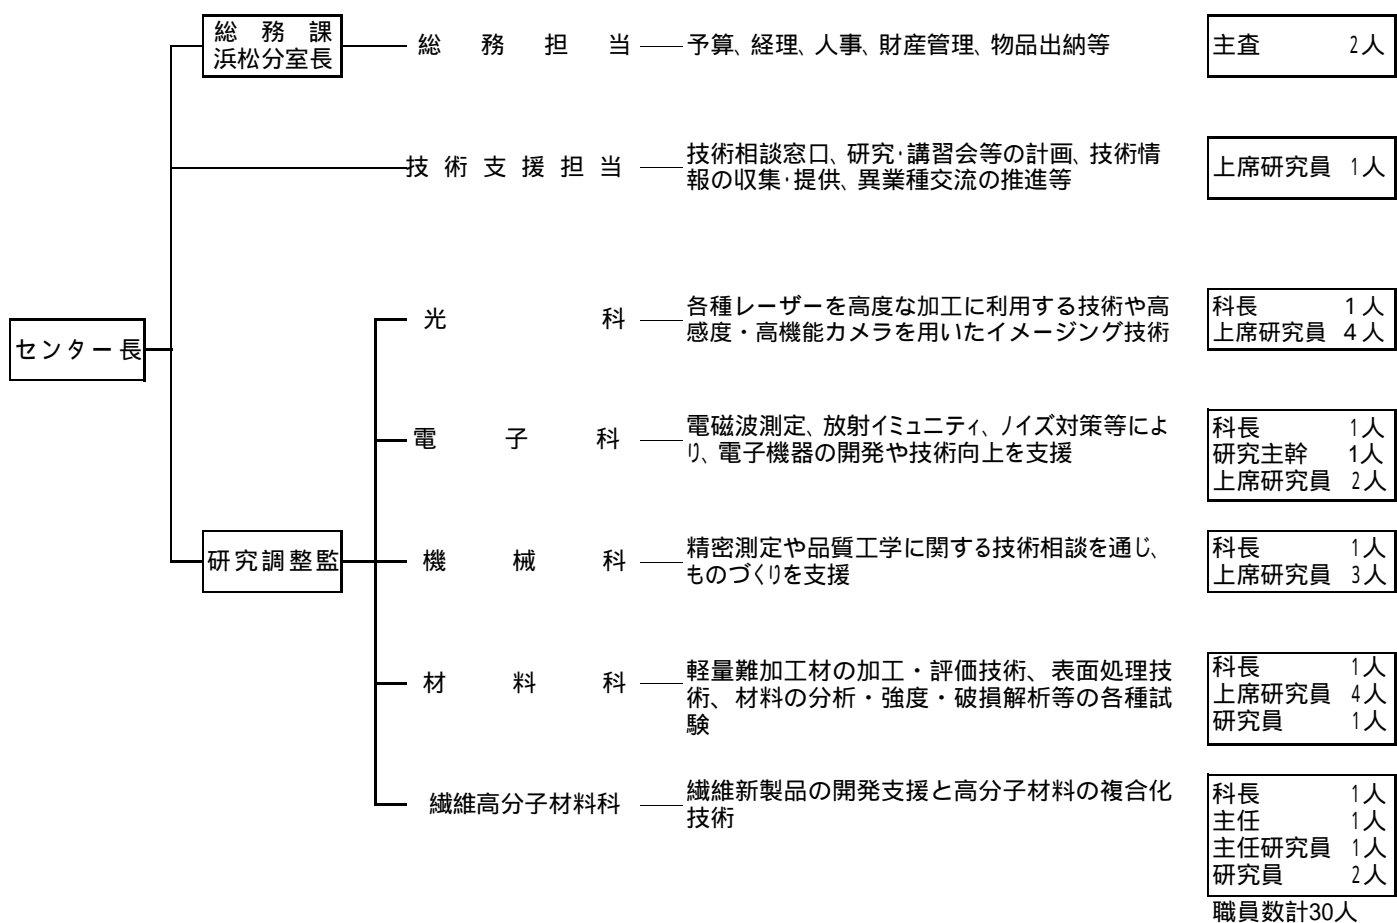 総務課
浜松分室長
総務担当
予算、経理、人事、財産管理、物品出納等
主査 2人
技術支援担当
技術相談窓口、研究・講習会等の計画、技術情
報の収集・提供、異業種交流の推進等
上席研究員 1人
センター長
光科
各種レーザーを高度な加工に利用する技術や高
感度・高機能カメラを用いたイメージング技術
科長 1人
上席研究員 4人
電子科
電磁波測定、放射イミュニティ、ノイズ対策等によ
り、電子機器の開発や技術向上を支援
科長 1人
研究主幹 1人
上席研究員 2人
研究調整監
機械科
精密測定や品質工学に関する技術相談を通じ、
ものづくりを支援
科長 1人
上席研究員 3人
材料科
軽量難加工材の加工・評価技術、表面処理技
術、材料の分析・強度・破損解析等の各種試
験
科長 1人
上席研究員 4人
研究員 1人
繊維高分子材料科
繊維新製品の開発支援と高分子材料の複合化
技術
科長 1人
主任 1人
主任研究員 1人
研究員 2人
職員数計30人